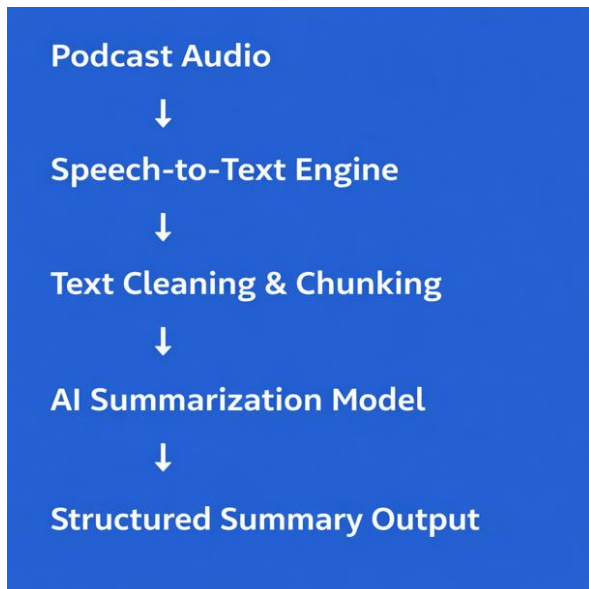 Podcast Audio
↓
Speech-to-Text Engine
↓
Text Cleaning & Chunking
↓
AI Summarization Model
↓
Structured Summary Output